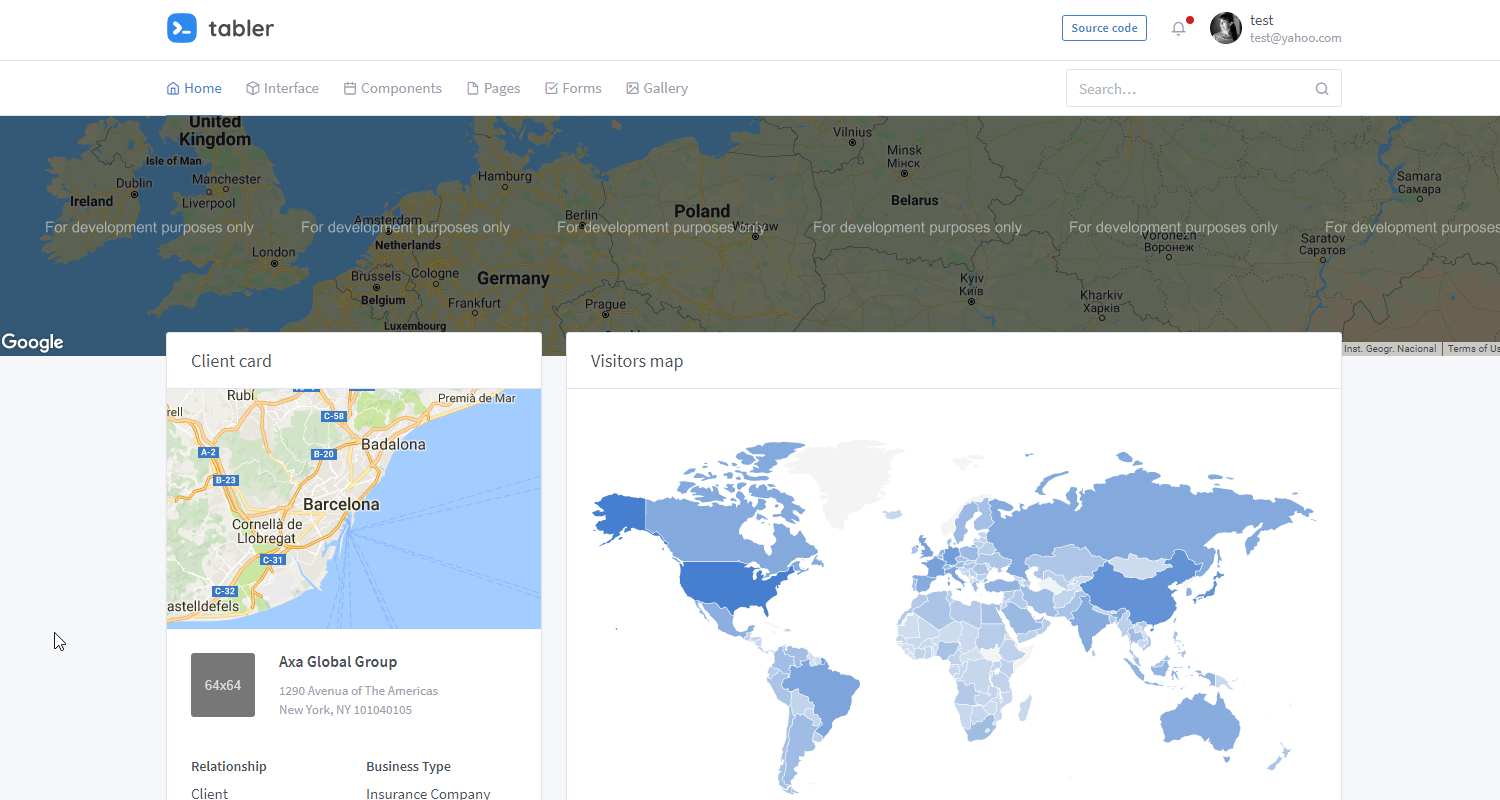 tabler
Source code
test
test@yahoo.com
Home
Interface
Components
Pages
Forms
Gallery
Search...
United
Kingdom
Isle of Man
Dublin
Manchester
Ireland
Liverpool
London
Hamburg
Amsterdam
Netherlands
Berlin
Poland
Warsaw
Vilnius
Minsk
Мінск
Belarus
Samara
Самара
For development purposes only
For development purposes only
For development purposes only
For development purposes only
For development purposes only
For development purposes only
Voronezh
Воронеж
Saratov
Саратов
Brussels
Cologne
Belgium
Germany
Frankfurt
Luxembourg
Prague
Kyiv
Київ
Kharkiv
Харків
Google
Inst. Geogr. Nacional
Terms of Us
Client card
Visitors map
Rubí
Premià de Mar
rell
C-58
Badalona
A-2
B-20
B-23
Barcelona
Cornellà de
Llobregat
C-31
C-32
astelldefels
64x64
Axa Global Group
1290 Avenua of The Americas
New York, NY 101040105
Relationship
Business Type
Client
Insurance Company